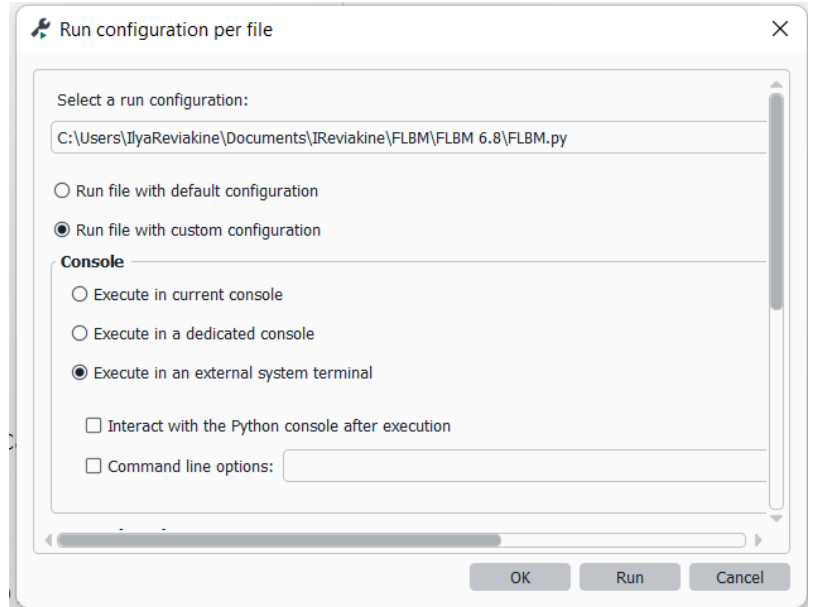 Run configuration per file
Select a run configuration:
C:\Users\IlyaReviakine\Documents\IReviakine\FLBM\FLBM 6.8\FLBM.py
Run file with default configuration
Run file with custom configuration
Console
Execute in current console
Execute in a dedicated console
Execute in an external system terminal
Interact with the Python console after execution
Command line options:
OK Run Cancel